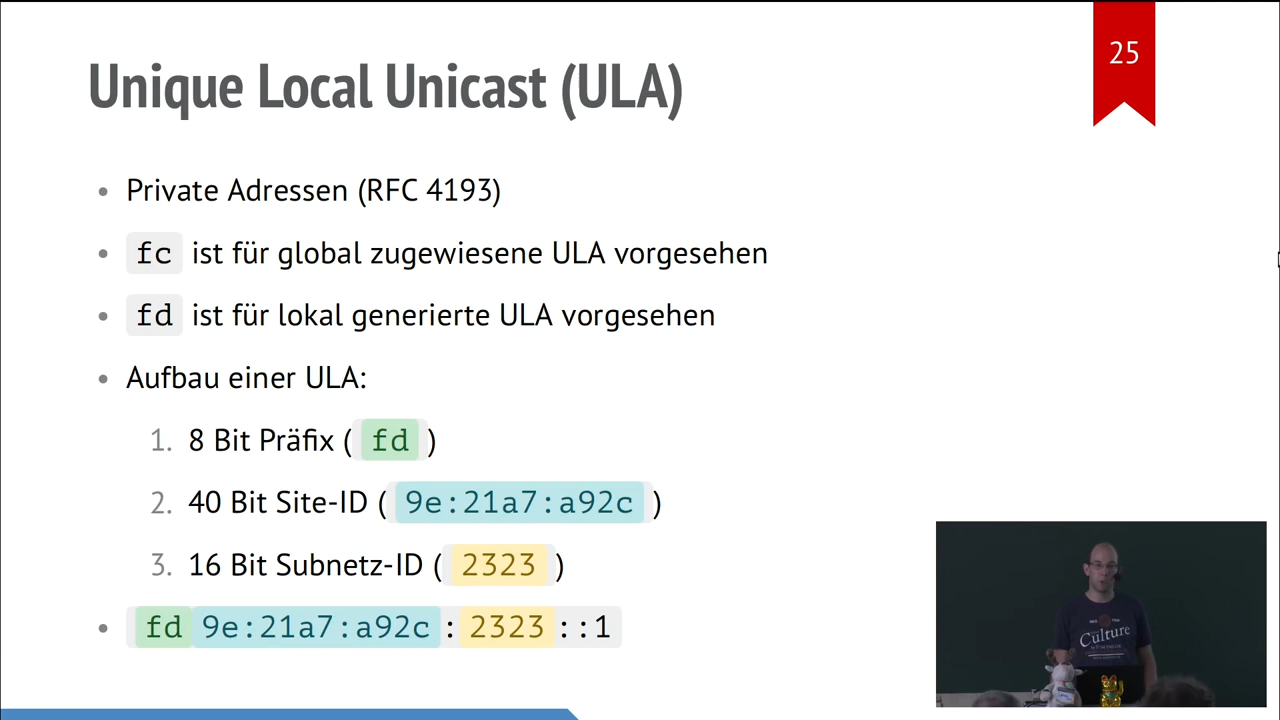 25
Unique Local Unicast (ULA)
Private Adressen (RFC 4193)
fc ist für global zugewiesene ULA vorgesehen
fd ist für lokal generierte ULA vorgesehen
Aufbau einer ULA:
1. 8 Bit Präfix ( fd )
2. 40 Bit Site-ID ( 9e:21a7:a92c )
3. 16 Bit Subnetz-ID ( 2323 )
fd9e:21a7:a92c:2323::1
Culture